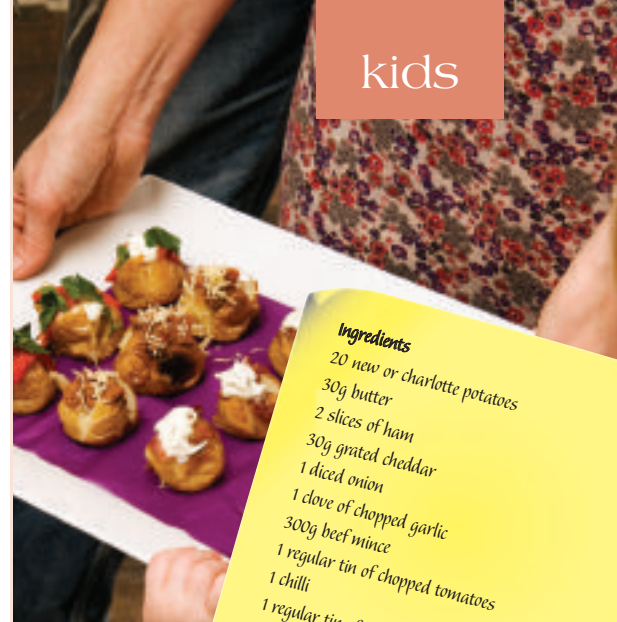 kids
Ingredients
20 new or charlotte potatoes
30g butter
2 slices of ham
30g grated cheddar
1 diced onion
1 clove of chopped garlic
300g beef mince
1 regular tin of chopped tomatoes
1 chilli
1 regular tin